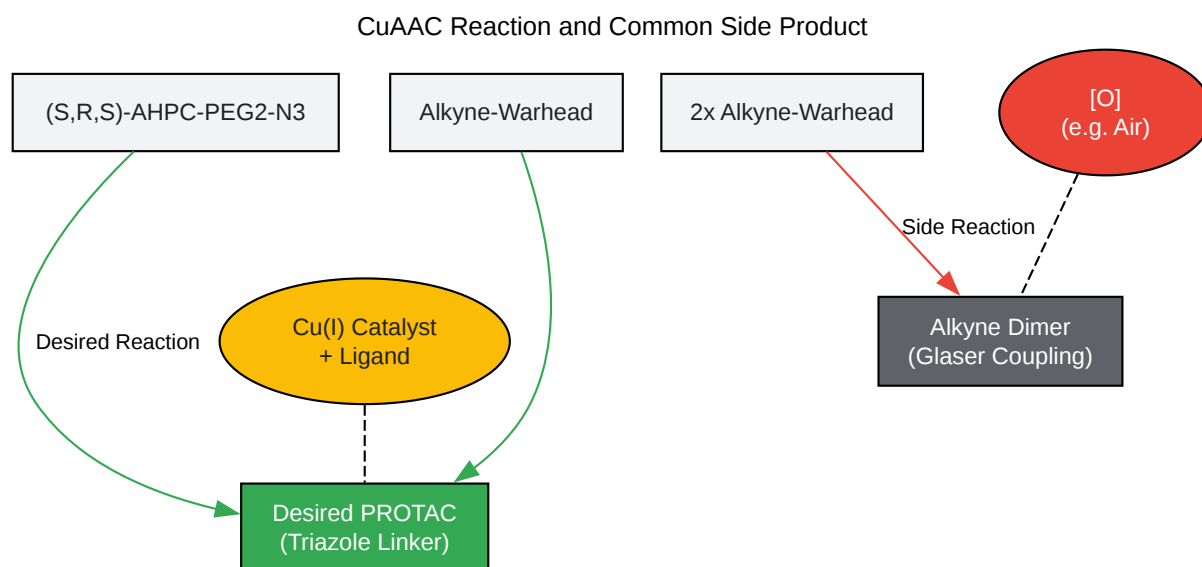 CuAAC Reaction and Common Side Product
(S,R,S)-AHPC-PEG2-N3
Alkyne-Warhead
2x Alkyne-Warhead
[O]
(e.g. Air)
Side Reaction
Desired Reaction
Cu(I) Catalyst
+ Ligand
Alkyne Dimer
(Glaser Coupling)
Desired PROTAC
(Triazole Linker)